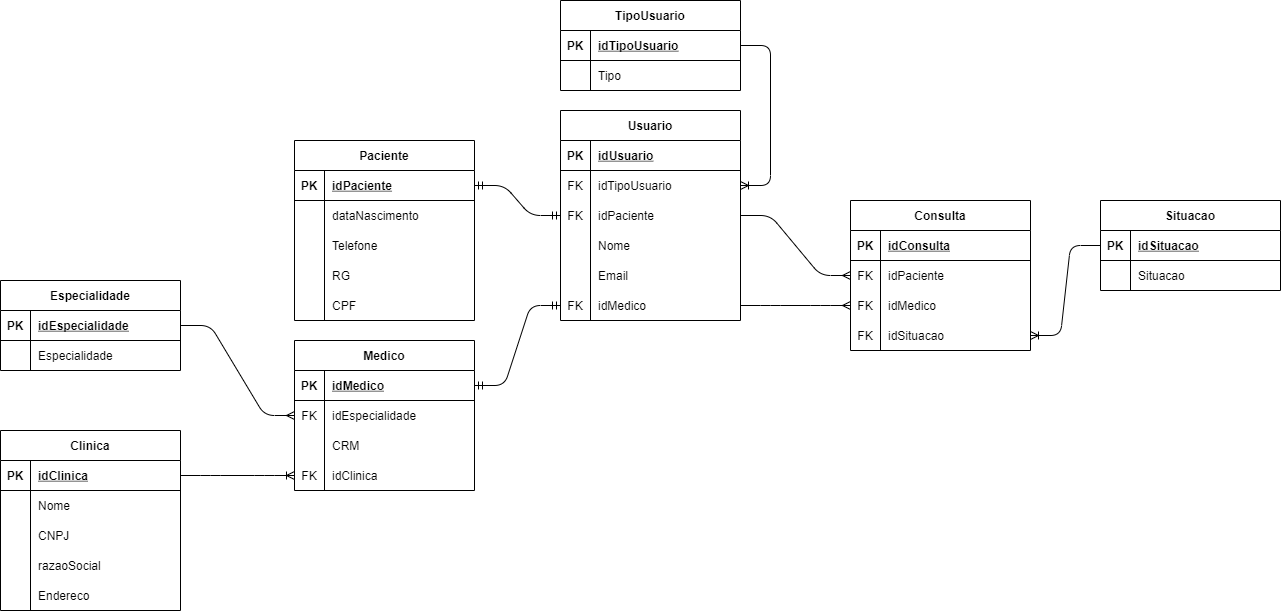 TipoUsuario
PK idTipoUsuario
Tipo
Usuario
PK idUsuario
FK idTipoUsuario
FK idPaciente
Nome
Email
FK idMedico
Paciente
PK idPaciente
dataNascimento
Telefone
RG
CPF
Consulta
PK idConsulta
FK idPaciente
FK idMedico
FK idSituacao
Situacao
PK idSituacao
Situacao
Especialidade
PK idEspecialidade
Especialidade
Medico
PK idMedico
FK idEspecialidade
CRM
FK idClinica
Clinica
PK idClinica
Nome
CNPJ
razaoSocial
Endereco